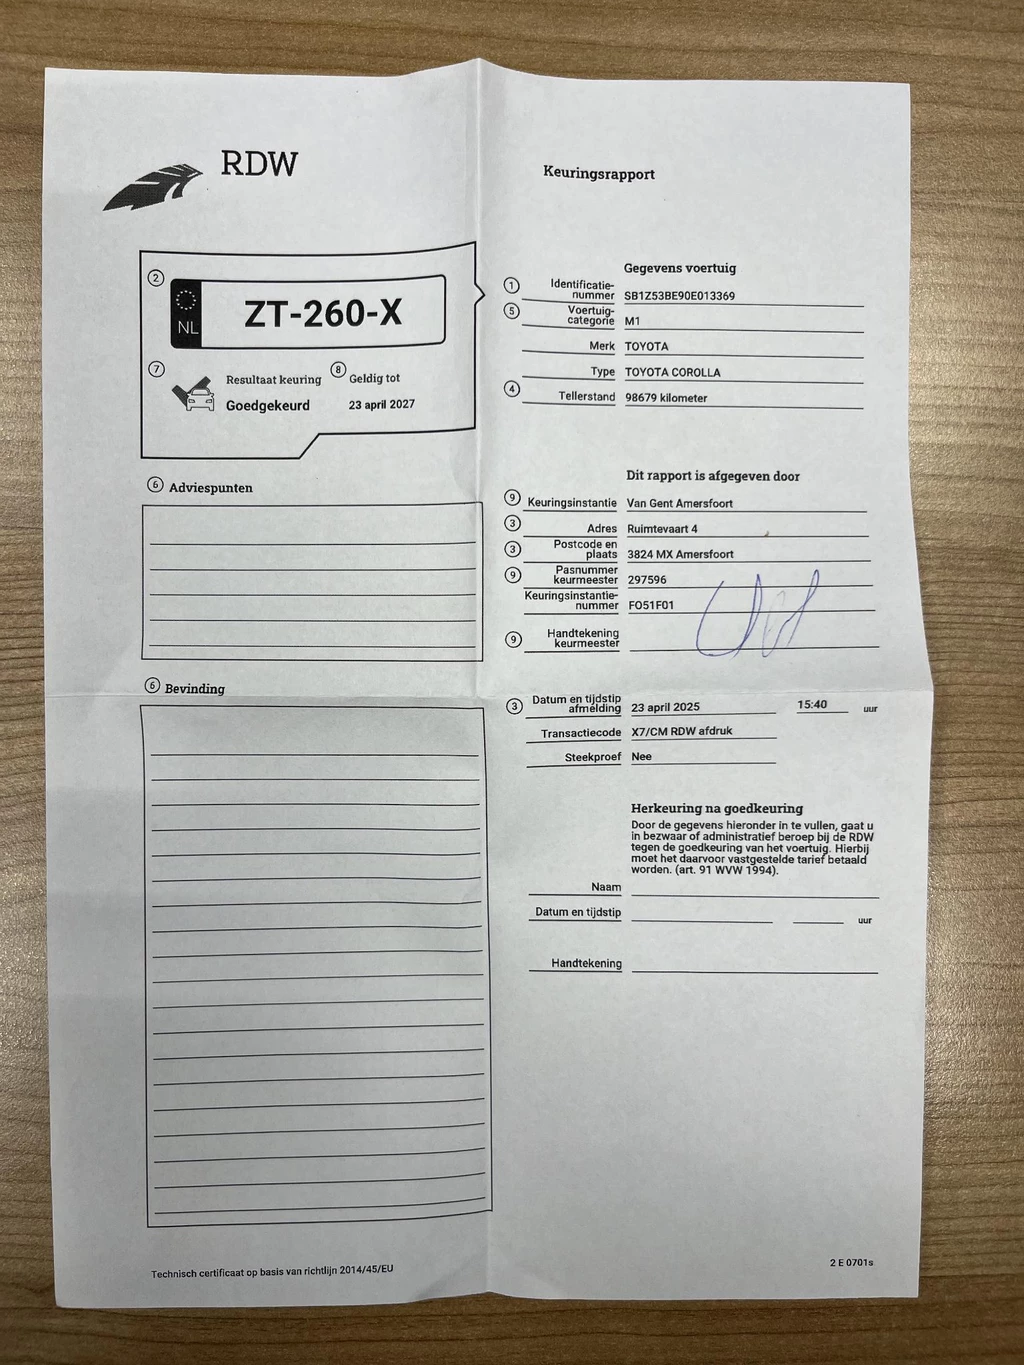 RDW
Keuringsrapport
2
NL
ZT-260-X
7
Resultaat keuring
Goedgekeurd
8
Geldig tot
23 april 2027
6 Adviespunten
6 Bevinding
Gegevens voertuig
1 Identificatie-
nummer SB1Z53BE90E013369
5 Voertuig-
categorie M1
Merk TOYOTA
Type TOYOTA COROLLA
4 Tellerstand 98679 kilometer
Dit rapport is afgegeven door
9 Keuringsinstantie Van Gent Amersfoort
3 Adres Ruimtevaart 4
3 Postcode en
plaats 3824 MX Amersfoort
9 Pasnummer
keurmeester 297596
Keuringsinstantie-
nummer FO51F01
9 Handtekening
keurmeester
3 Datum en tijdstip
afmelding 23 april 2025 15:40 uur
Transactiecode X7/CM RDW afdruk
Steekproef Nee
Herkeuring na goedkeuring
Door de gegevens hieronder in te vullen, gaat u
in bezwaar of administratief beroep bij de RDW
tegen de goedkeuring van het voertuig. Hierbij
moet het daarvoor vastgestelde tarief betaald
worden. (art. 91 WVW 1994).
Naam
Datum en tijdstip uur
Handtekening
Technisch certificaat op basis van richtlijn 2014/45/EU
2 E 0701s